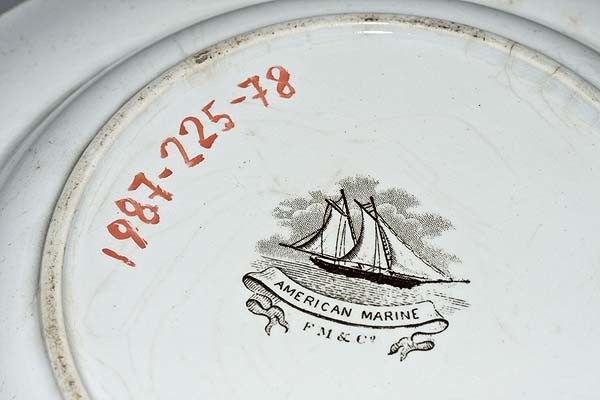 1987-225-78
AMERICAN MARINE
F M & Cº